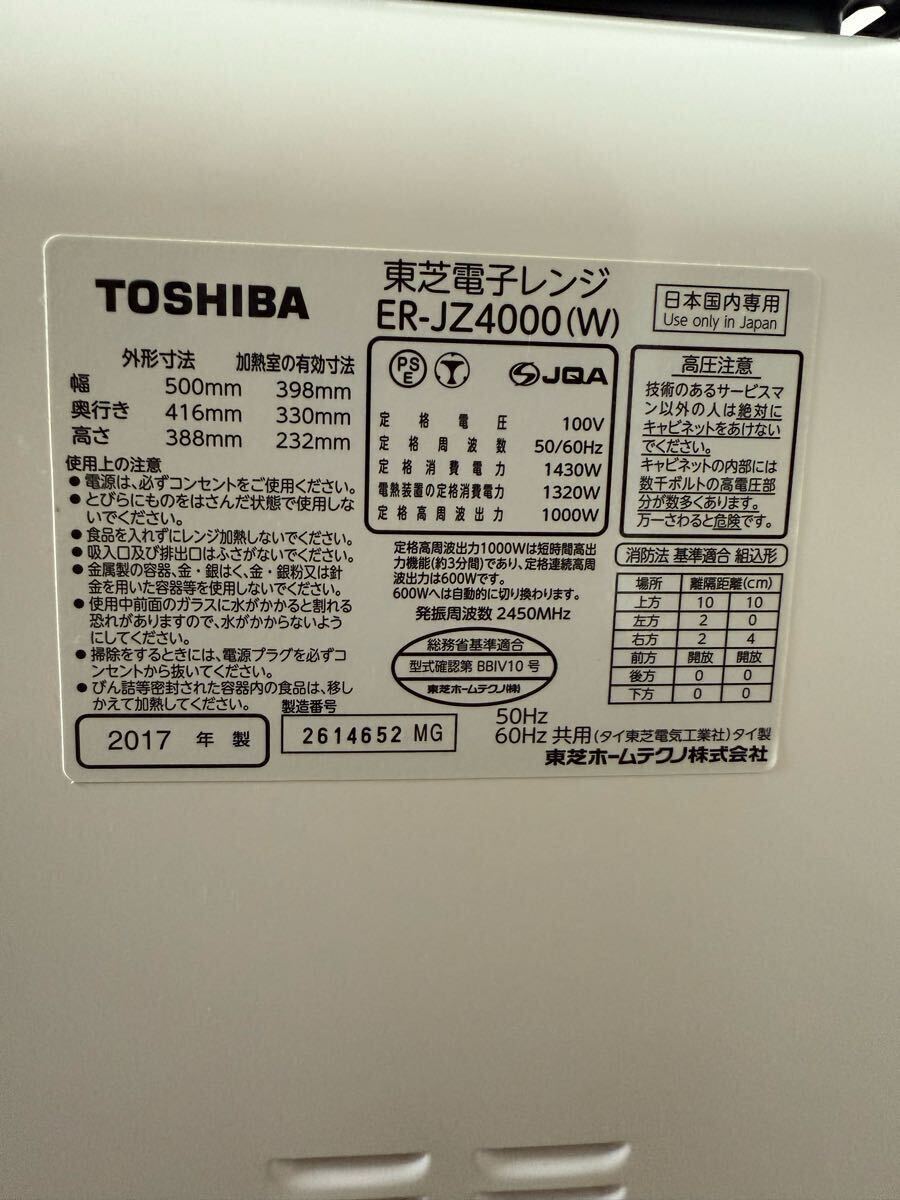 TOSHIBA
東芝電子レンジ
ER-JZ4000(W)
日本国内専用
Use only in Japan
外形寸法 加熱室の有効寸法
幅 500mm 398mm
奥行き 416mm 330mm
高さ 388mm 232mm
使用上の注意
●電源は、必ずコンセントをご使用ください。
●とびらにものをはさんだ状態で使用しな
いでください。
●食品を入れずにレンジ加熱しないでください。
●吸入口及び排出口はふさがないでください。
●金属製の容器、金・銀はく、金・銀粉又は針
金を用いた容器等を使用しないでください。
●使用中前面のガラスに水がかかると割れる
恐れがありますので、水がかからないよう
にしてください。
●掃除をするときには、電源プラグを必ずコ
ンセントから抜いてください。
●びん詰等密封された容器内の食品は、移し
かえて加熱してください。
PS
E
JQA
定格電圧 100V
定格周波数 50/60Hz
定格消費電力 1430W
電熱装置の定格消費電力 1320W
定格高周波出力 1000W
定格高周波出力1000Wは短時間高出
力機能(約3分間)であり、定格連続高周
波出力は600Wです。
600Wへは自動的に切り換わります。
発振周波数 2450MHz
総務省基準適合
型式確認第 BBIV10 号
東芝ホームテクノ(株)
高圧注意
技術のあるサービスマ
ン以外の人は絶対に
キャビネットをあけない
でください。
キャビネットの内部には
数千ボルトの高電圧部
分が数多くあります。
万一さわると危険です。
消防法 基準適合 組込形
場所 離隔距離(cm)
上方 10 10
左方 2 0
右方 2 4
前方 開放 開放
後方 0 0
下方 0 0
2017 年 製
製造番号
2614652 MG
50Hz
60Hz 共用 (タイ東芝電気工業社)タイ製
東芝ホームテクノ株式会社